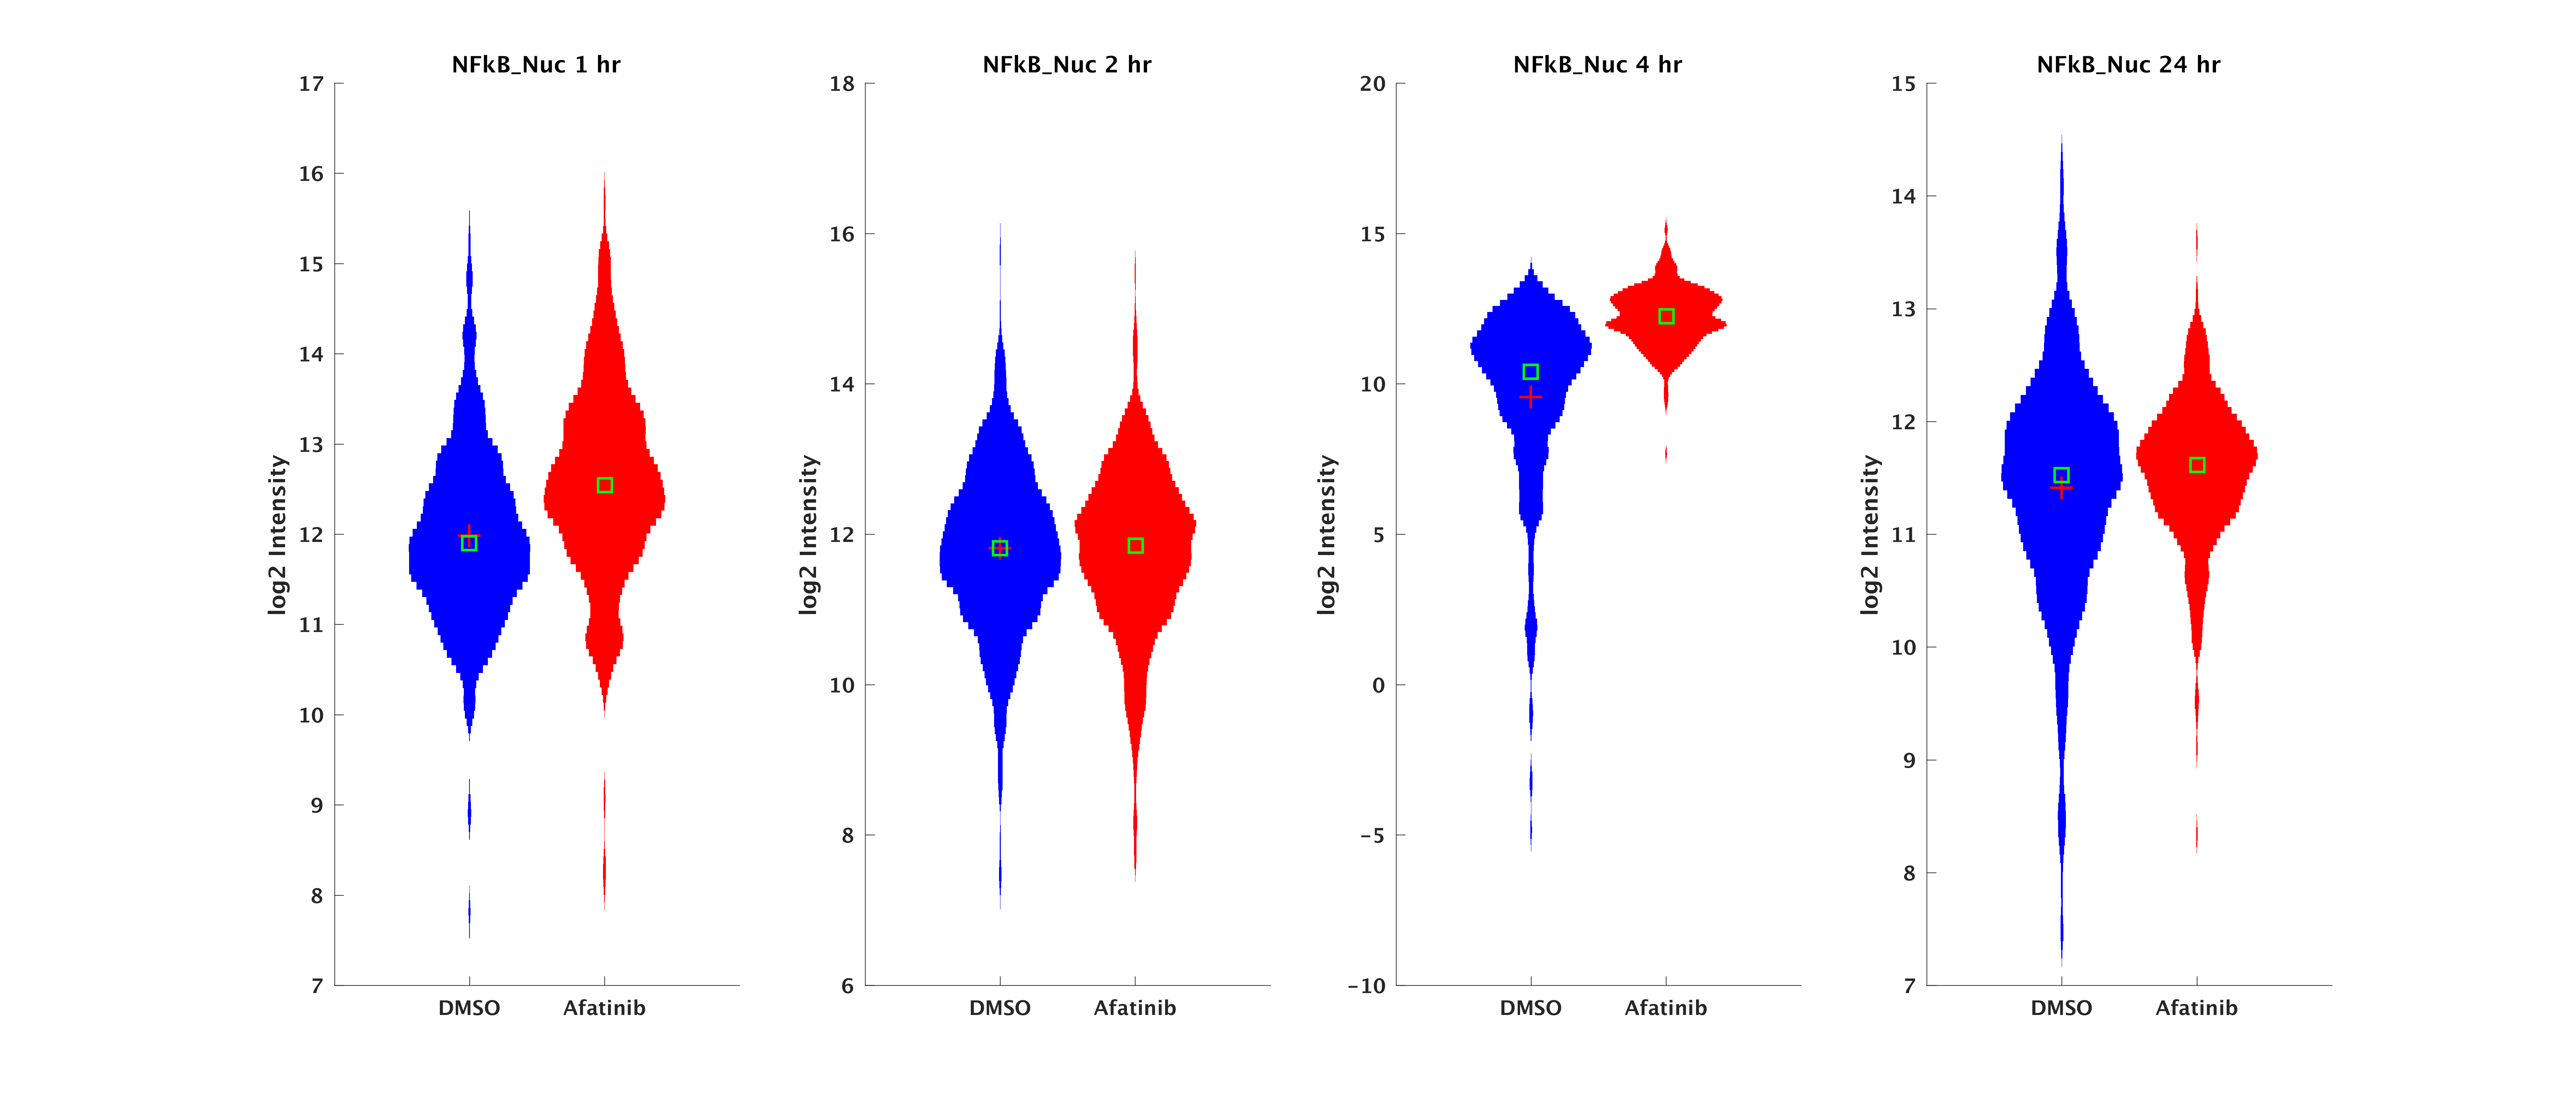 NFkB_Nuc 1 hr
log2 Intensity
17
16
15
14
13
12
11
10
9
8
7
DMSO Afatinib
NFkB_Nuc 2 hr
log2 Intensity
18
16
14
12
10
8
6
DMSO Afatinib
NFkB_Nuc 4 hr
log2 Intensity
20
15
10
5
0
-5
-10
DMSO Afatinib
NFkB_Nuc 24 hr
log2 Intensity
15
14
13
12
11
10
9
8
7
DMSO Afatinib